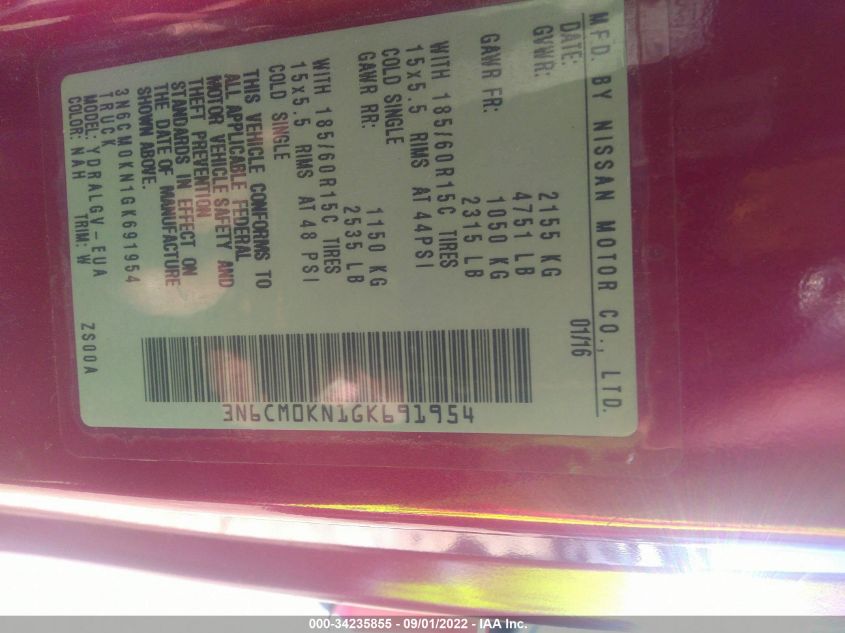 MFD. BY NISSAN MOTOR CO., LTD.
DATE: 01/16
GVWR: 2155 KG
4751 LB
GAWR FR: 1050 KG
2315 LB
WITH 185/60R15C TIRES
15x5.5 RIMS AT 44PSI
COLD SINGLE
GAWR RR: 1150 KG
2535 LB
WITH 185/60R15C TIRES
15x5.5 RIMS AT 48 PSI
COLD SINGLE
THIS VEHICLE CONFORMS TO
ALL APPLICABLE FEDERAL
MOTOR VEHICLE SAFETY AND
THEFT PREVENTION
STANDARDS IN EFFECT ON
THE DATE OF MANUFACTURE
SHOWN ABOVE.
3N6CM0KN1GK691954
TRUCK
MODEL: YDRALGV-EUA
COLOR: NAH TRIM: W ZS00A
3N6CM0KN1GK691954
000-34235855 - 09/01/2022 - IAA Inc.